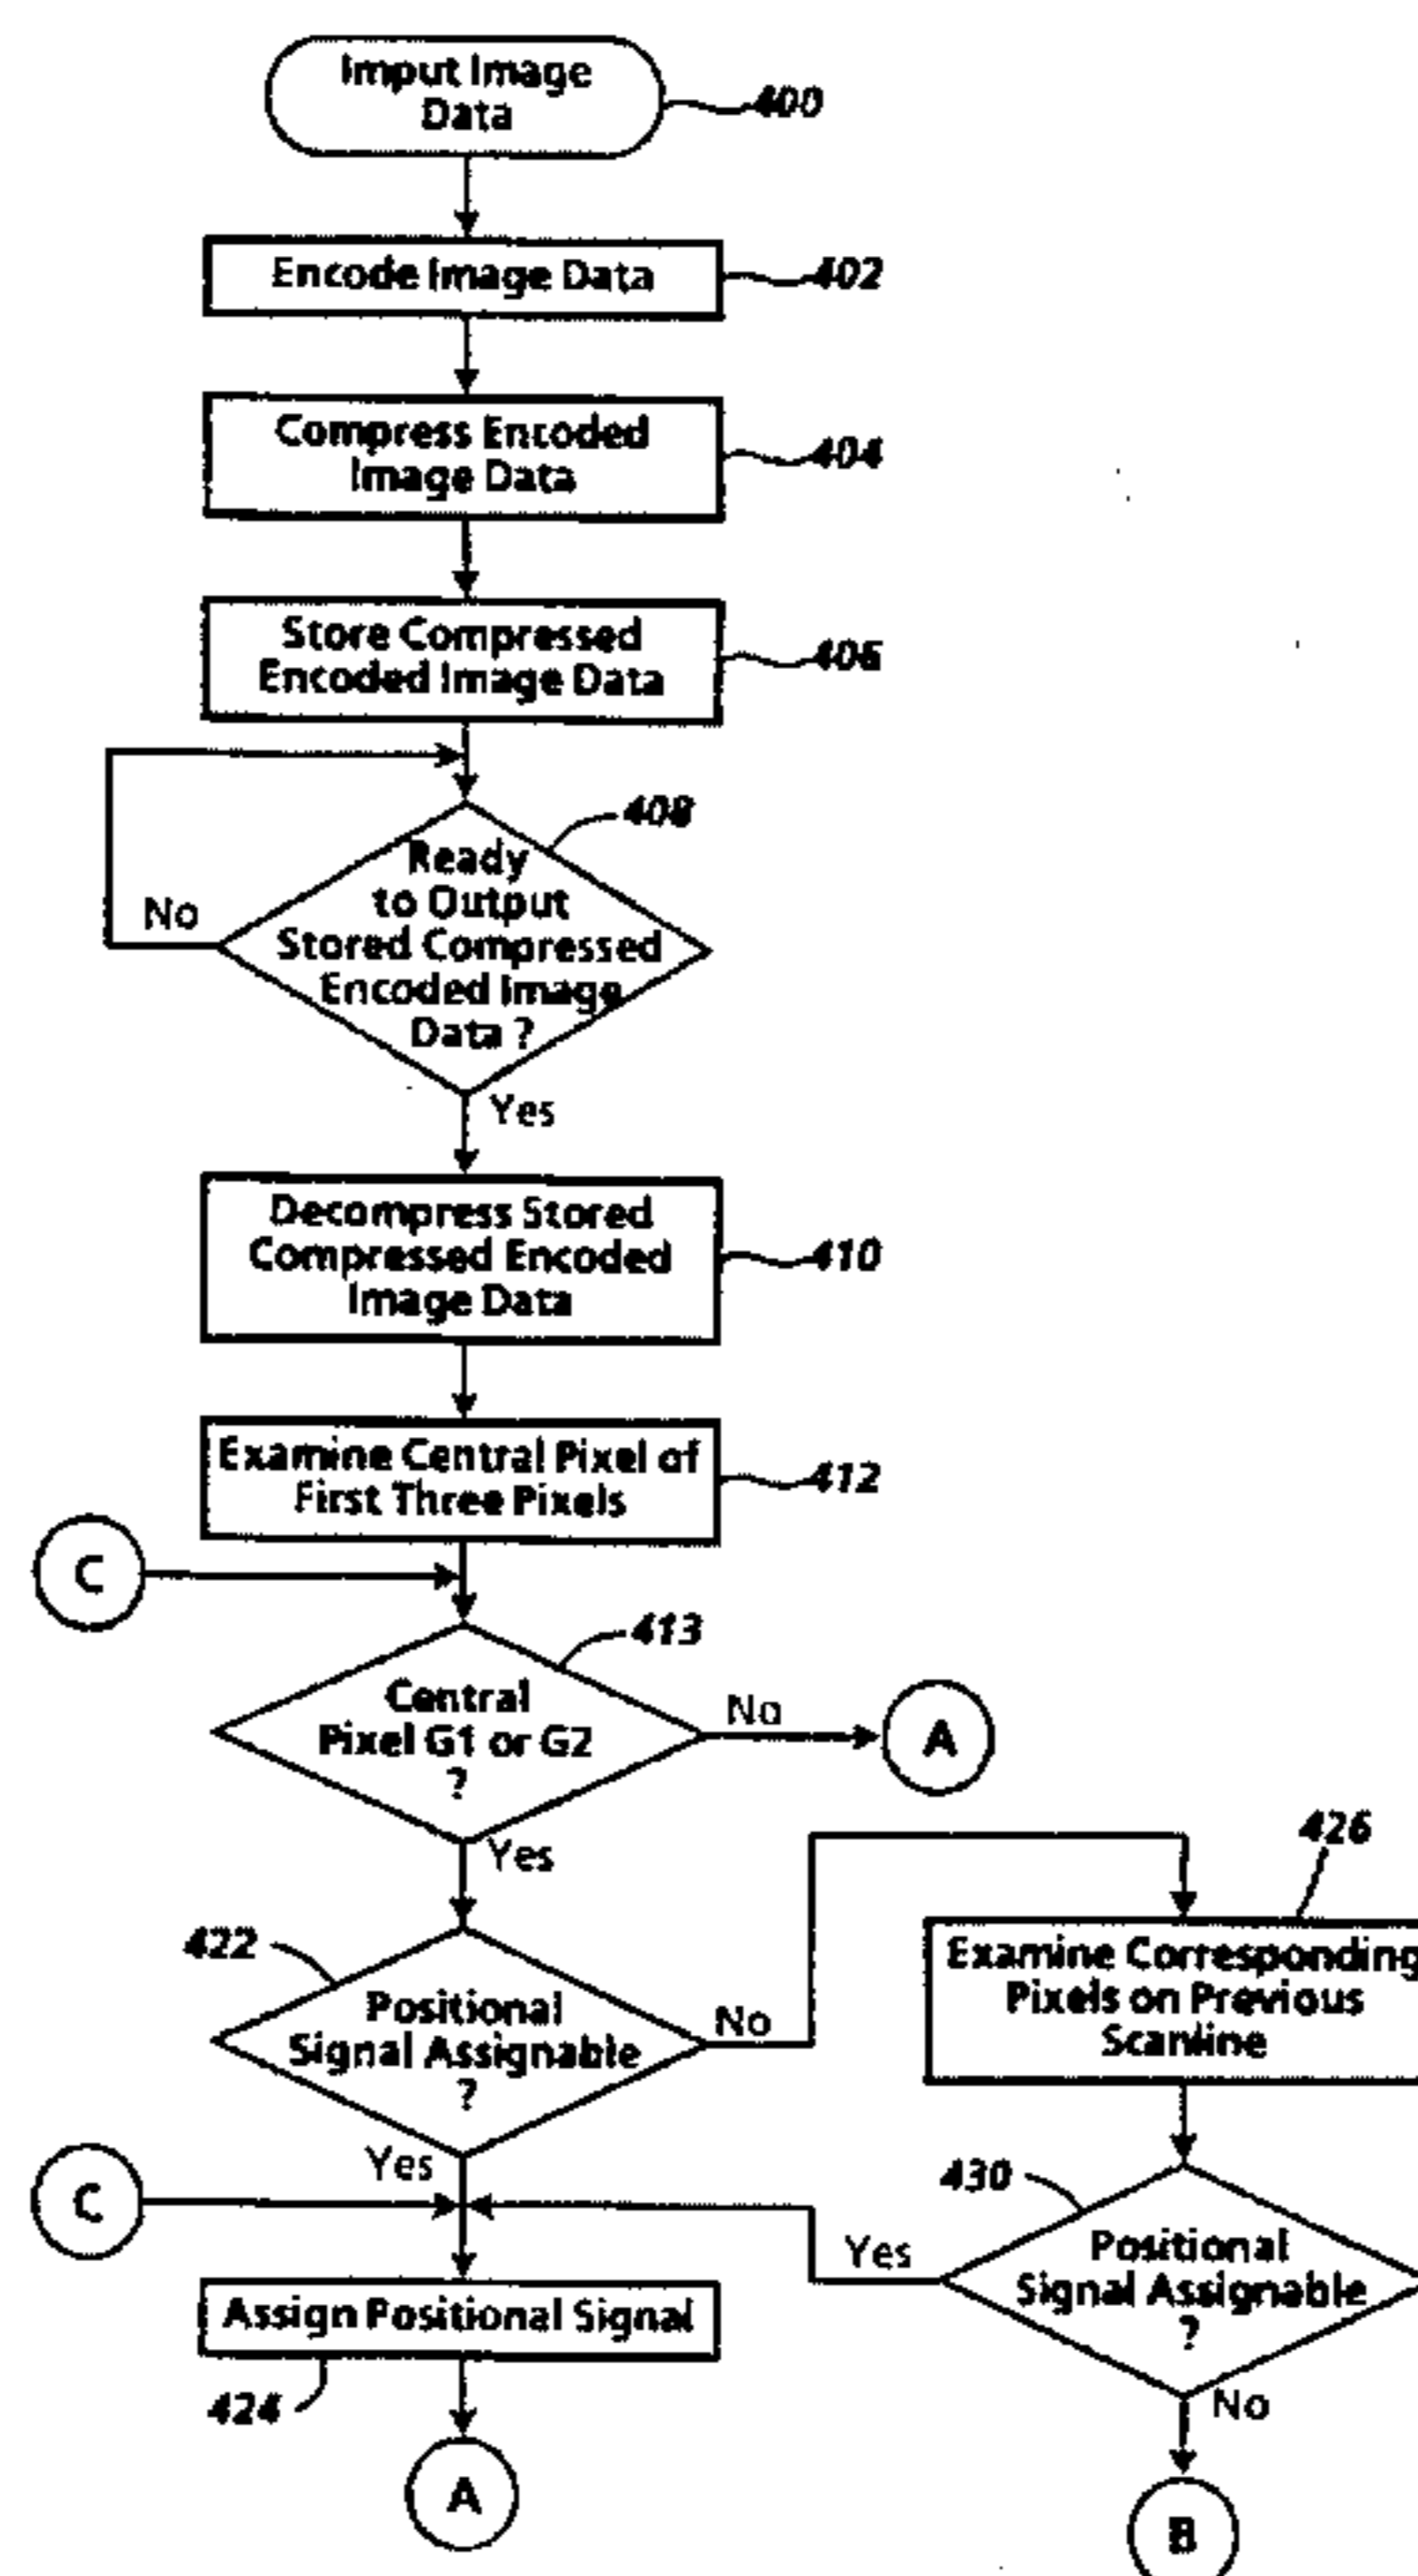 Imput Image
Data
400
Encode Image Data
402
Compress Encoded
Image Data
404
Store Compressed
Encoded Image Data
406
408
Ready
to Output
Stored Compressed
Encoded Image
Data ?
No
Yes
Decompress Stored
Compressed Encoded
Image Data
410
Examine Central Pixel of
First Three Pixels
412
C
413
Central
Pixel G1 or G2
?
No
A
Yes
426
422
Positional
Signal Assignable
?
No
Examine Corresponding
Pixels on Previous
Scanline
Yes
C
430
Positional
Signal Assignable
?
Yes
Assign Positional Signal
424
No
A
B